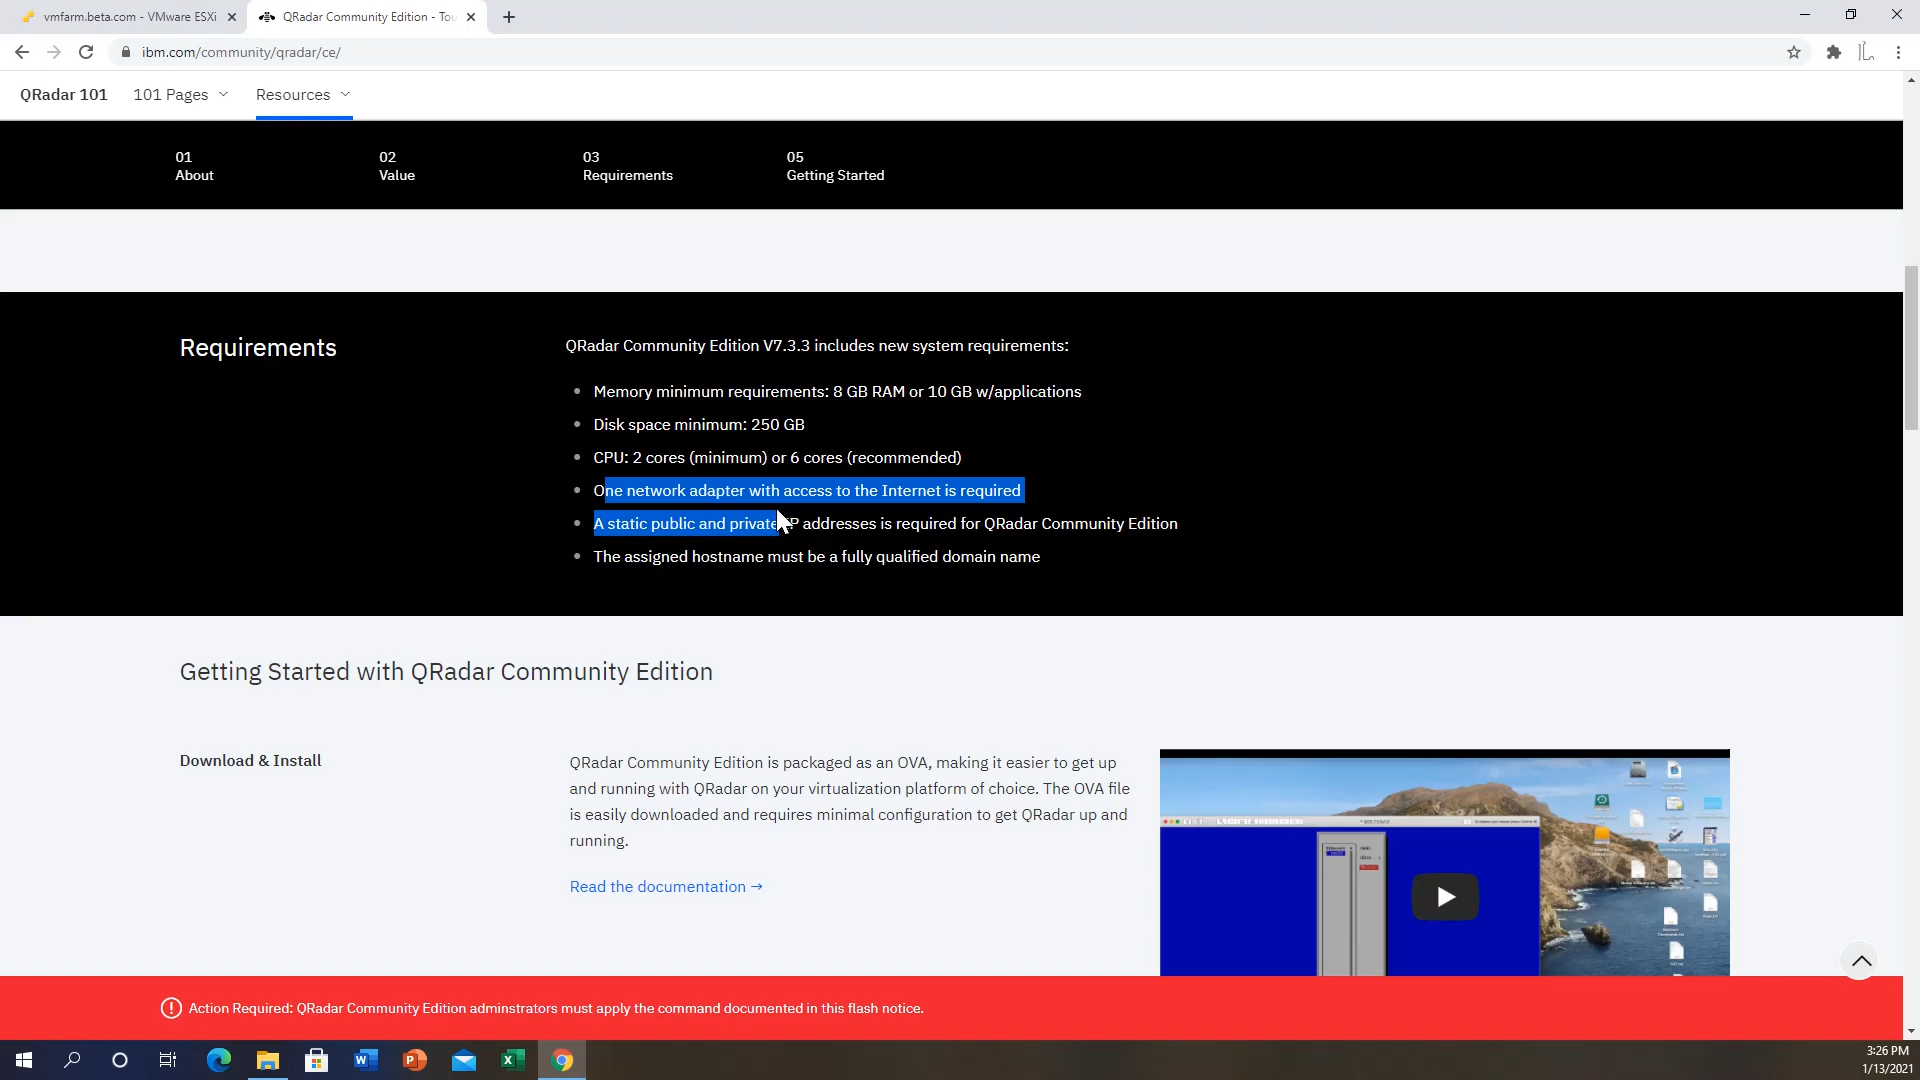 vmfarm.beta.com - VMware ESXi
QRadar Community Edition - Tou
ibm.com/community/qradar/ce/
QRadar 101
101 Pages
Resources
01
About
02
Value
03
Requirements
05
Getting Started
Requirements
QRadar Community Edition V7.3.3 includes new system requirements:
• Memory minimum requirements: 8 GB RAM or 10 GB w/applications
• Disk space minimum: 250 GB
• CPU: 2 cores (minimum) or 6 cores (recommended)
• One network adapter with access to the Internet is required
• A static public and private IP addresses is required for QRadar Community Edition
• The assigned hostname must be a fully qualified domain name
Getting Started with QRadar Community Edition
Download & Install
QRadar Community Edition is packaged as an OVA, making it easier to get up
and running with QRadar on your virtualization platform of choice. The OVA file
is easily downloaded and requires minimal configuration to get QRadar up and
running.
Read the documentation →
Action Required: QRadar Community Edition adminstrators must apply the command documented in this flash notice.
3:26 PM
1/13/2021